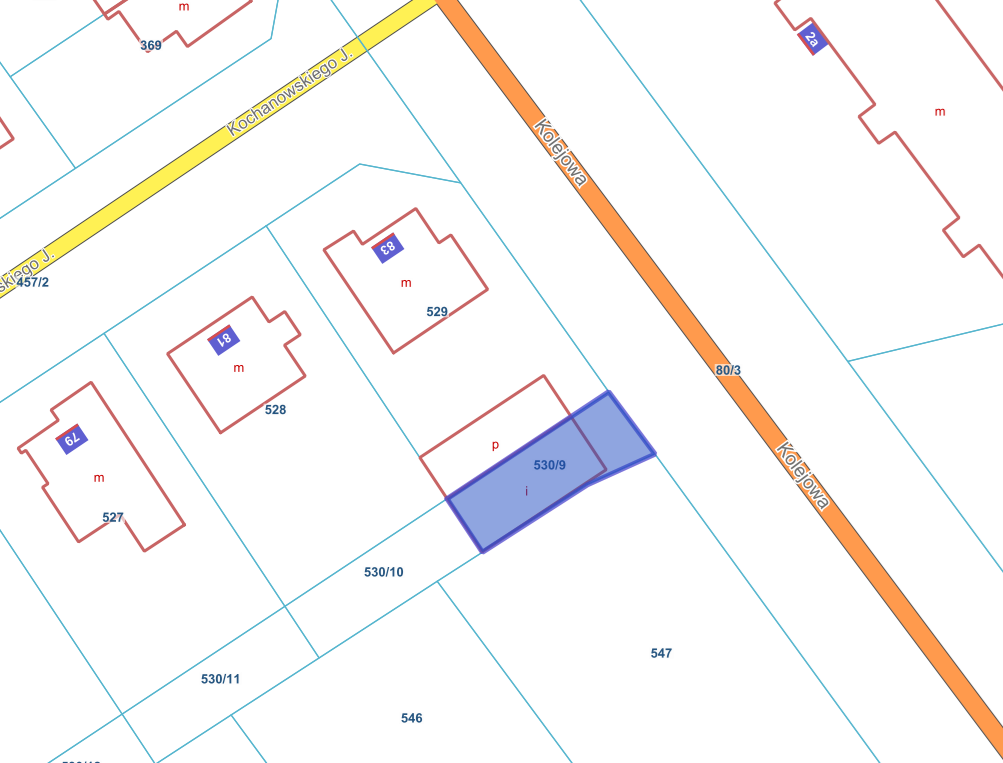 m
369
2a
Kochanowskiego J.
m
Kolejowa
83
skiego J.
457/2
m
529
81
m
80/3
528
79
p
530/9
m
i
Kolejowa
527
530/10
547
530/11
546